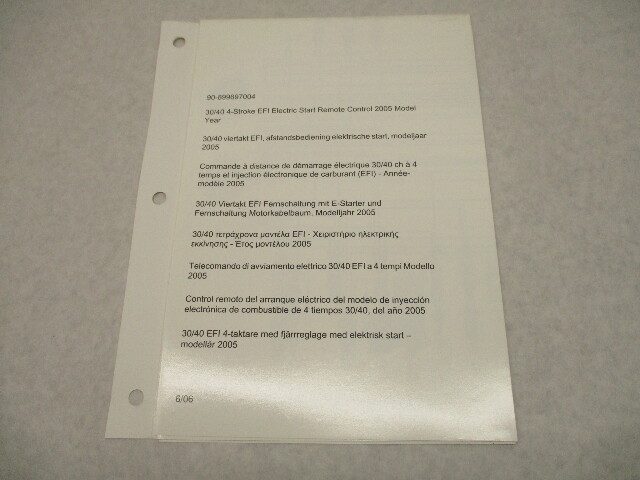 90-899897004
30/40 4-Stroke EFI Electric Start Remote Control 2005 Model
Year
30/40 viertakt EFI, afstandsbediening elektrische start, modeljaar
2005
Commande à distance de démarrage électrique 30/40 ch à 4
temps et injection électronique de carburant (EFI) - Année-
modèle 2005
30/40 Viertakt EFI Fernschaltung mit E-Starter und
Fernschaltung Motorkabelbaum, Modelljahr 2005
30/40 τετράχρονα μοντέλα EFI - Χειριστήριο ηλεκτρικής
εκκίνησης - Έτος μοντέλου 2005
Telecomando di avviamento elettrico 30/40 EFI a 4 tempi Modello
2005
Control remoto del arranque eléctrico del modelo de inyección
electrónica de combustible de 4 tiempos 30/40, del año 2005
30/40 EFI 4-taktare med fjärrreglage med elektrisk start –
modellår 2005
6/06